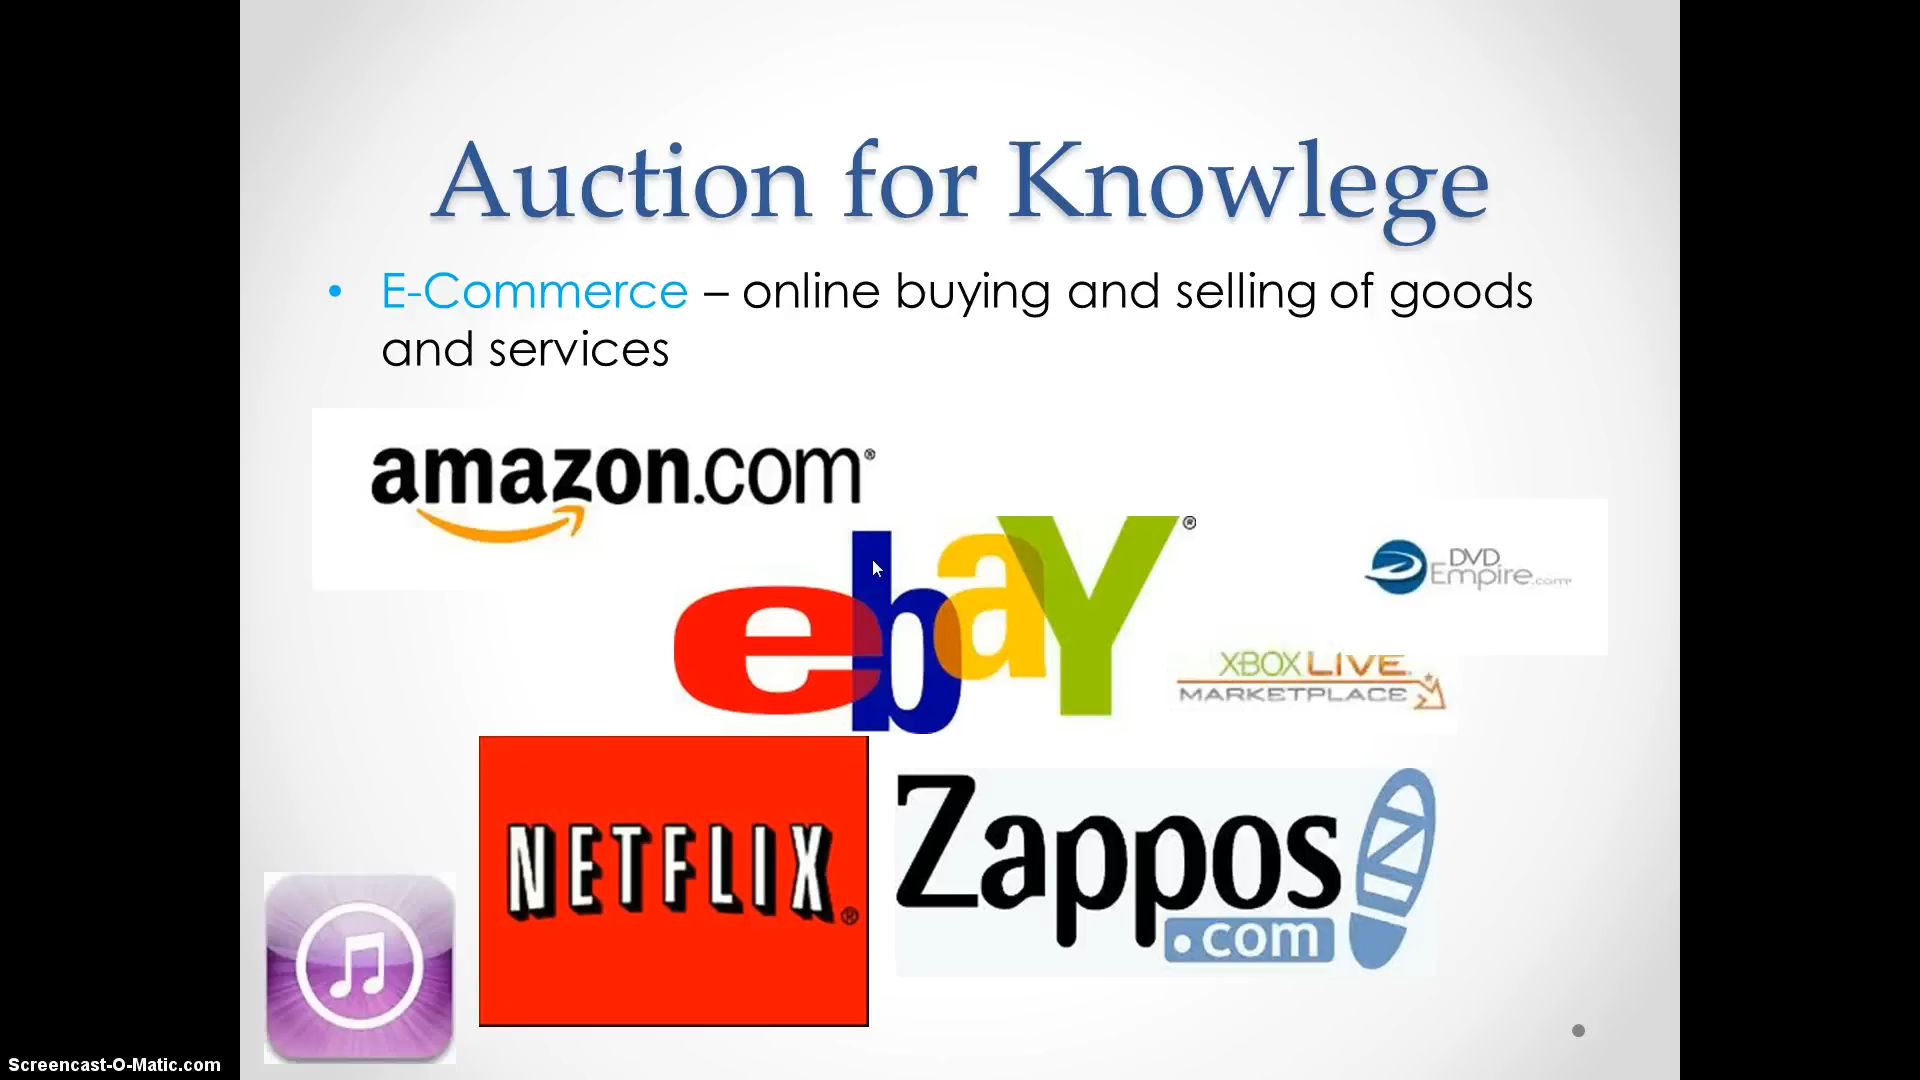 Auction for Knowlege
• E-Commerce – online buying and selling of goods
and services
amazon.com®
ebaY®
DVD
Empire.com
XBOX LIVE
MARKETPLACE
NETFLIX®
Zappos
.com
Screencast-O-Matic.com